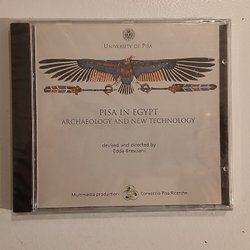 UNIVERSITY OF PISA
PISA IN EGYPT
ARCHAEOLOGY AND NEW TECHNOLOGY
devised and directed by
Edda Bresciani
Multimedia production: Consorzio Pisa Ricerche